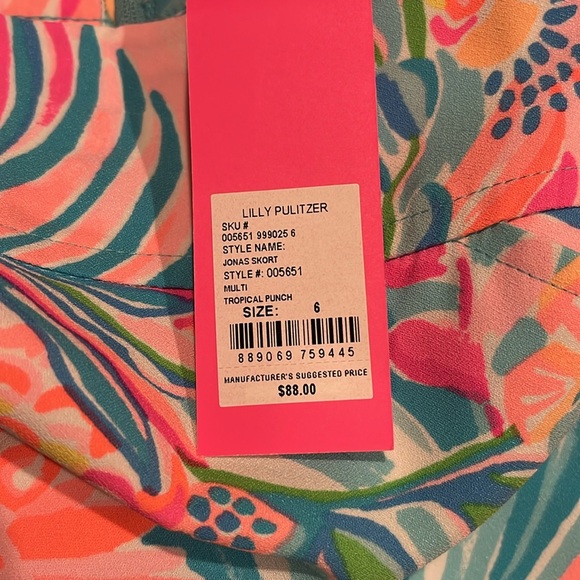 LILLY PULITZER
SKU #
005651 999025 6
STYLE NAME:
JONAS SKORT
STYLE #: 005651
MULTI
TROPICAL PUNCH
SIZE: 6
889069 759445
MANUFACTURER'S SUGGESTED PRICE
$88.00